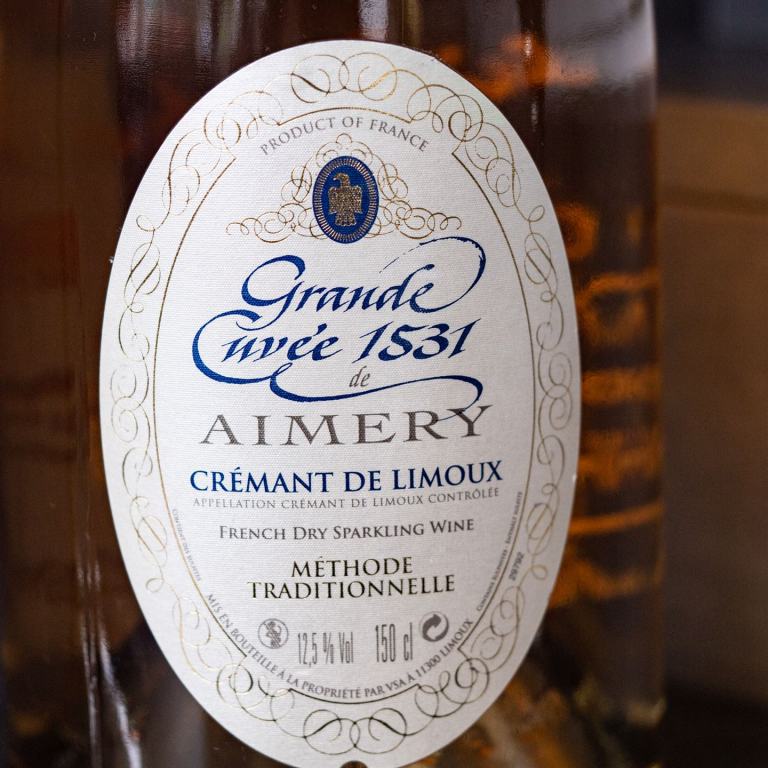 PRODUCT OF FRANCE
Grande
Cuvée 1531
de
AIMERY
CRÉMANT DE LIMOUX
APPELLATION CRÉMANT DE LIMOUX CONTRÔLÉE
FRENCH DRY SPARKLING WINE
MÉTHODE
TRADITIONNELLE
12,5 % Vol 150 cl
MIS EN BOUTEILLE À LA PROPRIÉTÉ PAR VSA À 11300 LIMOUX
29792